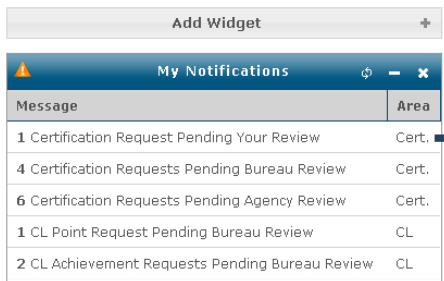 Add Widget +
My Notifications
Message Area
1 Certification Request Pending Your Review Cert.
4 Certification Requests Pending Bureau Review Cert.
6 Certification Requests Pending Agency Review Cert.
1 CL Point Request Pending Bureau Review CL
2 CL Achievement Requests Pending Bureau Review CL